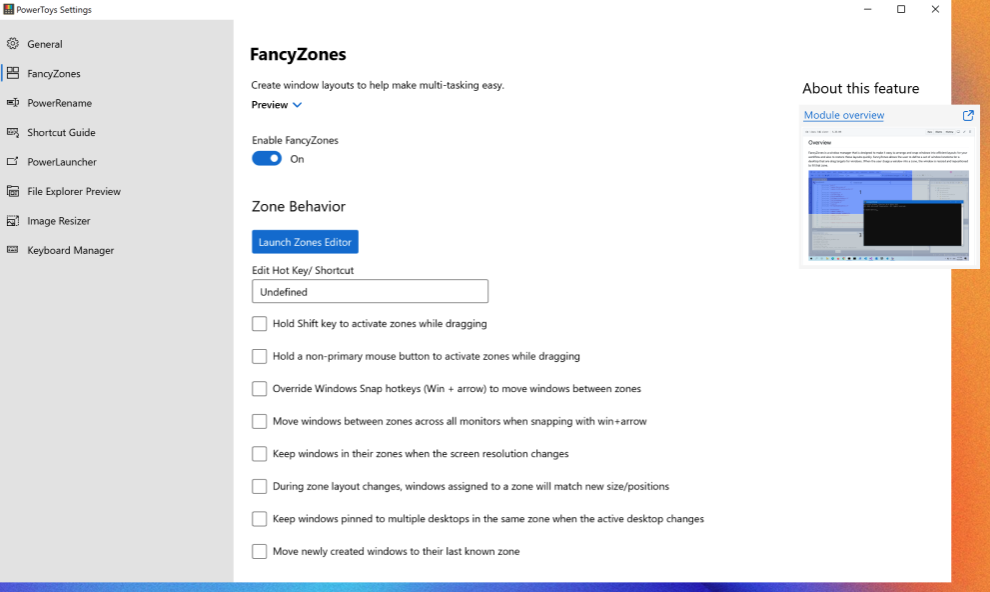 PowerToys Settings
General
FancyZones
PowerRename
Shortcut Guide
PowerLauncher
File Explorer Preview
Image Resizer
Keyboard Manager
FancyZones
Create window layouts to help make multi-tasking easy.
Preview
Enable FancyZones
On
Zone Behavior
Launch Zones Editor
Edit Hot Key/ Shortcut
Undefined
Hold Shift key to activate zones while dragging
Hold a non-primary mouse button to activate zones while dragging
Override Windows Snap hotkeys (Win + arrow) to move windows between zones
Move windows between zones across all monitors when snapping with win+arrow
Keep windows in their zones when the screen resolution changes
During zone layout changes, windows assigned to a zone will match new size/positions
Keep windows pinned to multiple desktops in the same zone when the active desktop changes
Move newly created windows to their last known zone
About this feature
Module overview
Overview